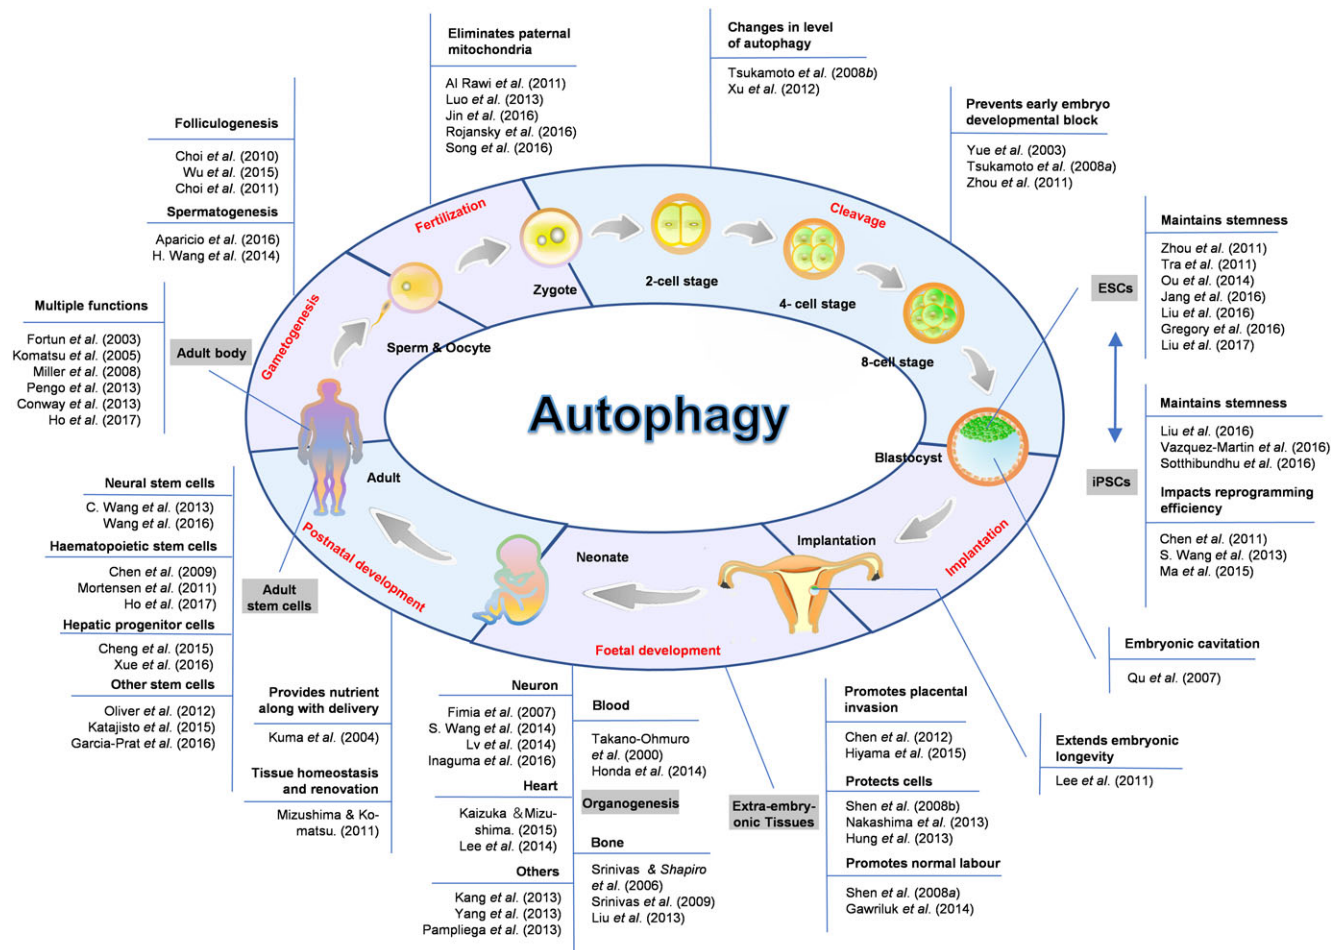 Eliminates paternal
mitochondria
Al Rawi et al. (2011)
Luo et al. (2013)
Jin et al. (2016)
Rojansky et al. (2016)
Song et al. (2016)
Changes in level
of autophagy
Tsukamoto et al. (2008b)
Xu et al. (2012)
Prevents early embryo
developmental block
Yue et al. (2003)
Tsukamoto et al. (2008a)
Zhou et al. (2011)
Folliculogenesis
Choi et al. (2010)
Wu et al. (2015)
Choi et al. (2011)
Spermatogenesis
Aparicio et al. (2016)
H. Wang et al. (2014)
Multiple functions
Fortun et al. (2003)
Komatsu et al. (2005)
Miller et al. (2008)
Pengo et al. (2013)
Conway et al. (2013)
Ho et al. (2017)
Adult body
Gametogenesis
Fertilization
Cleavage
Sperm & Oocyte
Zygote
2-cell stage
4- cell stage
8-cell stage
Blastocyst
Autophagy
Maintains stemness
Zhou et al. (2011)
Tra et al. (2011)
Ou et al. (2014)
Jang et al. (2016)
Liu et al. (2016)
Gregory et al. (2016)
Liu et al. (2017)
ESCs
iPSCs
Maintains stemness
Liu et al. (2016)
Vazquez-Martin et al. (2016)
Sotthibundhu et al. (2016)
Impacts reprogramming
efficiency
Chen et al. (2011)
S. Wang et al. (2013)
Ma et al. (2015)
Adult
Neonate
Implantation
Implantation
Postnatal development
Foetal development
Neural stem cells
C. Wang et al. (2013)
Wang et al. (2016)
Haematopoietic stem cells
Chen et al. (2009)
Mortensen et al. (2011)
Ho et al. (2017)
Hepatic progenitor cells
Cheng et al. (2015)
Xue et al. (2016)
Other stem cells
Oliver et al. (2012)
Katajisto et al. (2015)
Garcia-Prat et al. (2016)
Adult
stem cells
Provides nutrient
along with delivery
Kuma et al. (2004)
Tissue homeostasis
and renovation
Mizushima & Ko-
matsu. (2011)
Neuron
Fimia et al. (2007)
S. Wang et al. (2014)
Lv et al. (2014)
Inaguma et al. (2016)
Heart
Kaizuka & Mizu-
shima. (2015)
Lee et al. (2014)
Others
Kang et al. (2013)
Yang et al. (2013)
Pampliega et al. (2013)
Blood
Takano-Ohmuro
et al. (2000)
Honda et al. (2014)
Organogenesis
Bone
Srinivas & Shapiro
et al. (2006)
Srinivas et al. (2009)
Liu et al. (2013)
Extra-embry-
onic Tissues
Promotes placental
invasion
Chen et al. (2012)
Hiyama et al. (2015)
Protects cells
Shen et al. (2008b)
Nakashima et al. (2013)
Hung et al. (2013)
Promotes normal labour
Shen et al. (2008a)
Gawriluk et al. (2014)
Embryonic cavitation
Qu et al. (2007)
Extends embryonic
longevity
Lee et al. (2011)